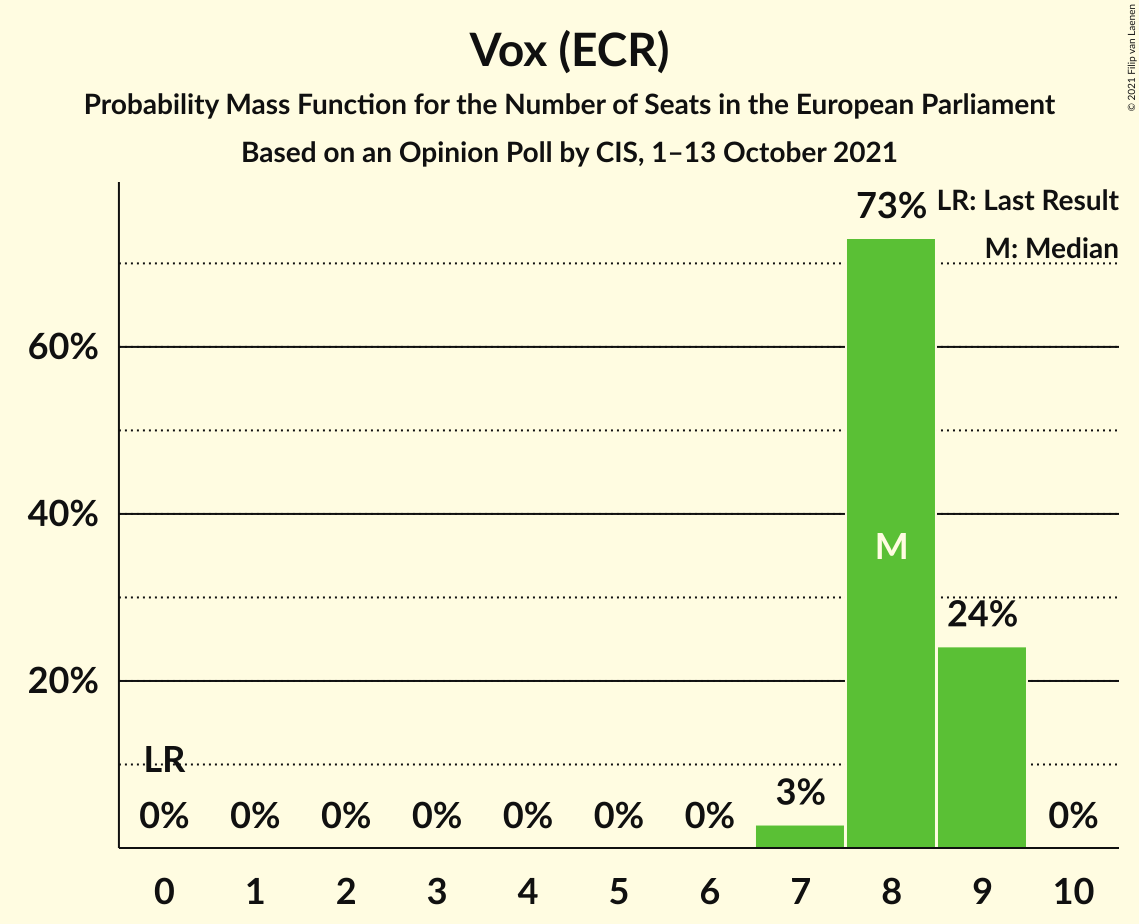 Vox (ECR)
Probability Mass Function for the Number of Seats in the European Parliament
Based on an Opinion Poll by CIS, 1–13 October 2021
© 2021 Filip van Laenen
LR: Last Result
M: Median
73%
60%
40%
M
24%
20%
LR
3%
0% 0% 0% 0% 0% 0% 0% 0%
0 1 2 3 4 5 6 7 8 9 10